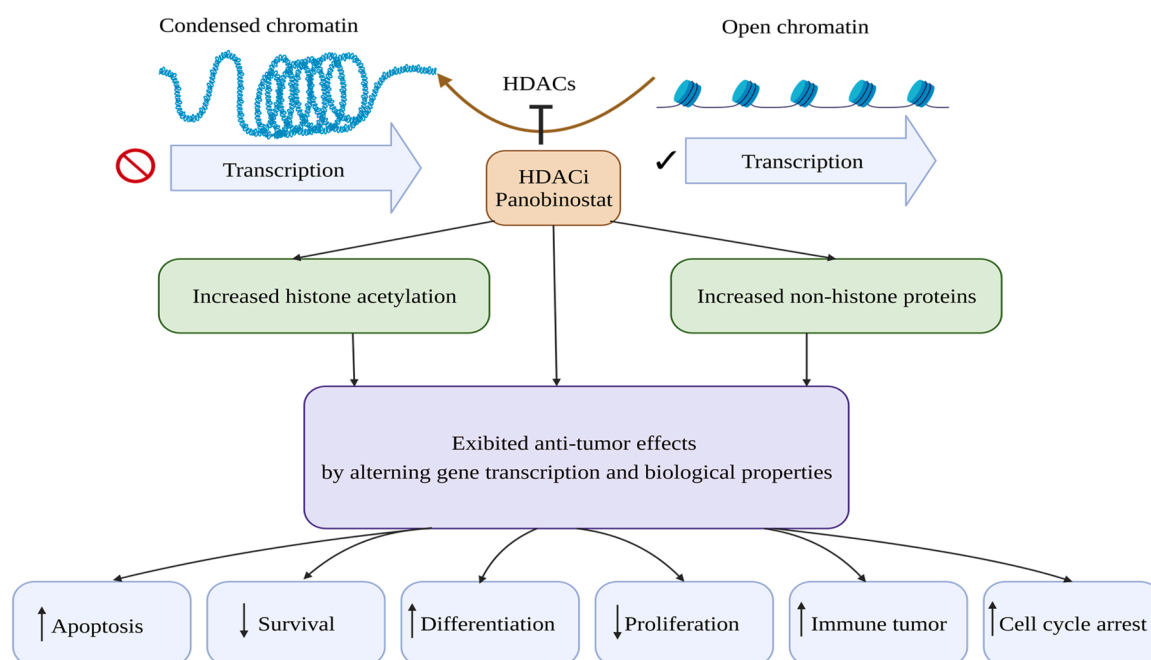 Condensed chromatin
Open chromatin
HDACs
Transcription
Transcription
HDACi
Panobinostat
Increased histone acetylation
Increased non-histone proteins
Exibited anti-tumor effects
by alterning gene transcription and biological properties
Apoptosis
Survival
Differentiation
Proliferation
Immune tumor
Cell cycle arrest